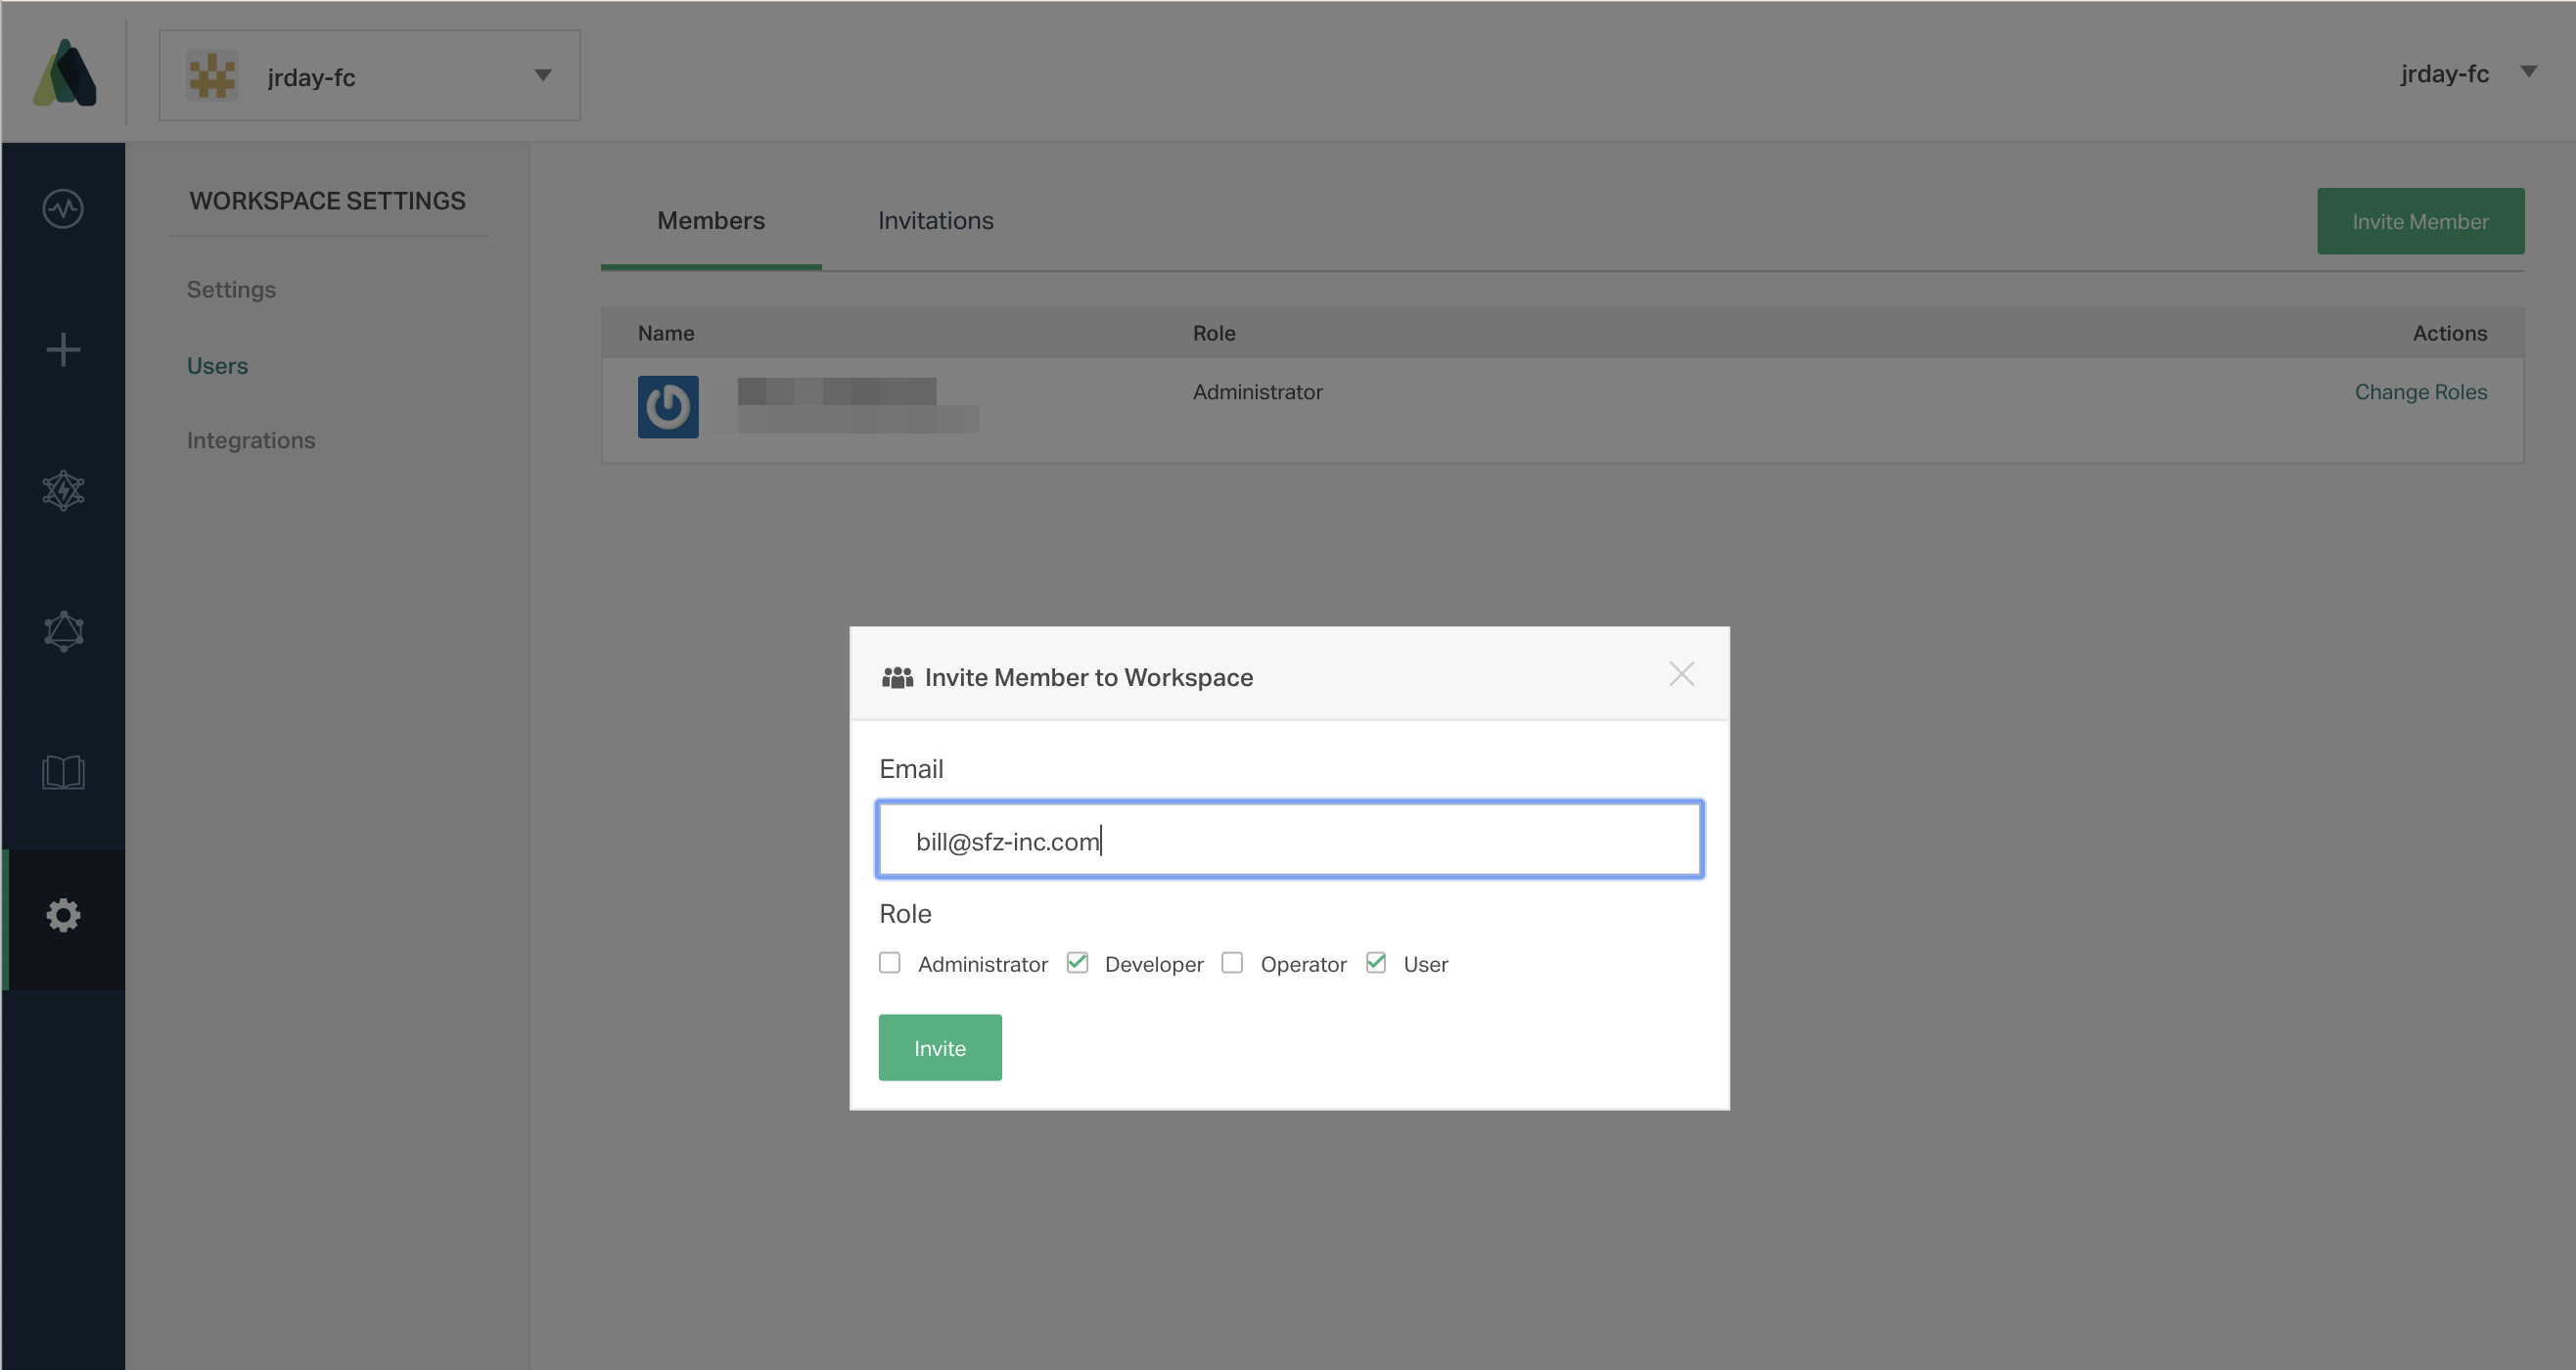 jrday-fc
jrday-fc
WORKSPACE SETTINGS
Settings
Users
Integrations
Members Invitations
Invite Member
Name Role Actions
Administrator Change Roles
Invite Member to Workspace
Email
bill@sfz-inc.com
Role
Administrator Developer Operator User
Invite